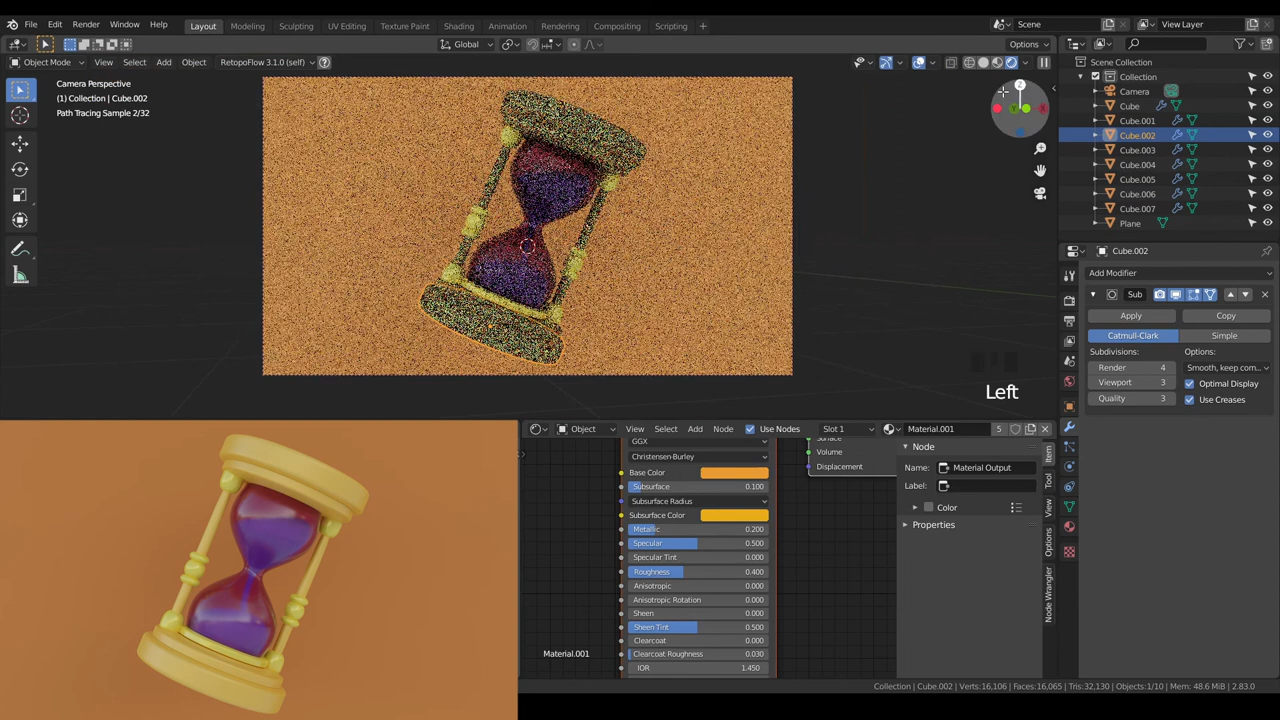 File Edit Render Window Help Layout Modeling Sculpting UV Editing Texture Paint Shading Animation Rendering Compositing Scripting + Scene View Layer
Global Options
Object Mode View Select Add Object RetopoFlow 3.1.0 (self)
Camera Perspective
(1) Collection | Cube.002
Path Tracing Sample 2/32
Z
X
Y
Left
Scene Collection
Collection
Camera
Cube
Cube.001
Cube.002
Cube.003
Cube.004
Cube.005
Cube.006
Cube.007
Plane
Cube.002
Add Modifier
Sub
Apply Copy
Catmull-Clark Simple
Subdivisions: Options:
Render 4 Smooth, keep com...
Viewport 3 Optimal Display
Quality 3 Use Creases
Object View Select Add Node Use Nodes Slot 1 Material.001 5
GGX
Christensen-Burley
Base Color
Subsurface 0.100
Subsurface Radius
Subsurface Color
Metallic 0.200
Specular 0.500
Specular Tint 0.000
Roughness 0.400
Anisotropic 0.000
Anisotropic Rotation 0.000
Sheen 0.000
Sheen Tint 0.500
Clearcoat 0.000
Clearcoat Roughness 0.030
IOR 1.450
Material.001
Surface
Volume
Displacement
Node
Name: Material Output
Label:
Color
Properties
Item
Tool
View
Options
Node Wrangler
Collection | Cube.002 | Verts:16,106 | Faces:16,065 | Tris:32,130 | Objects:1/10 | Mem: 48.6 MiB | 2.83.0